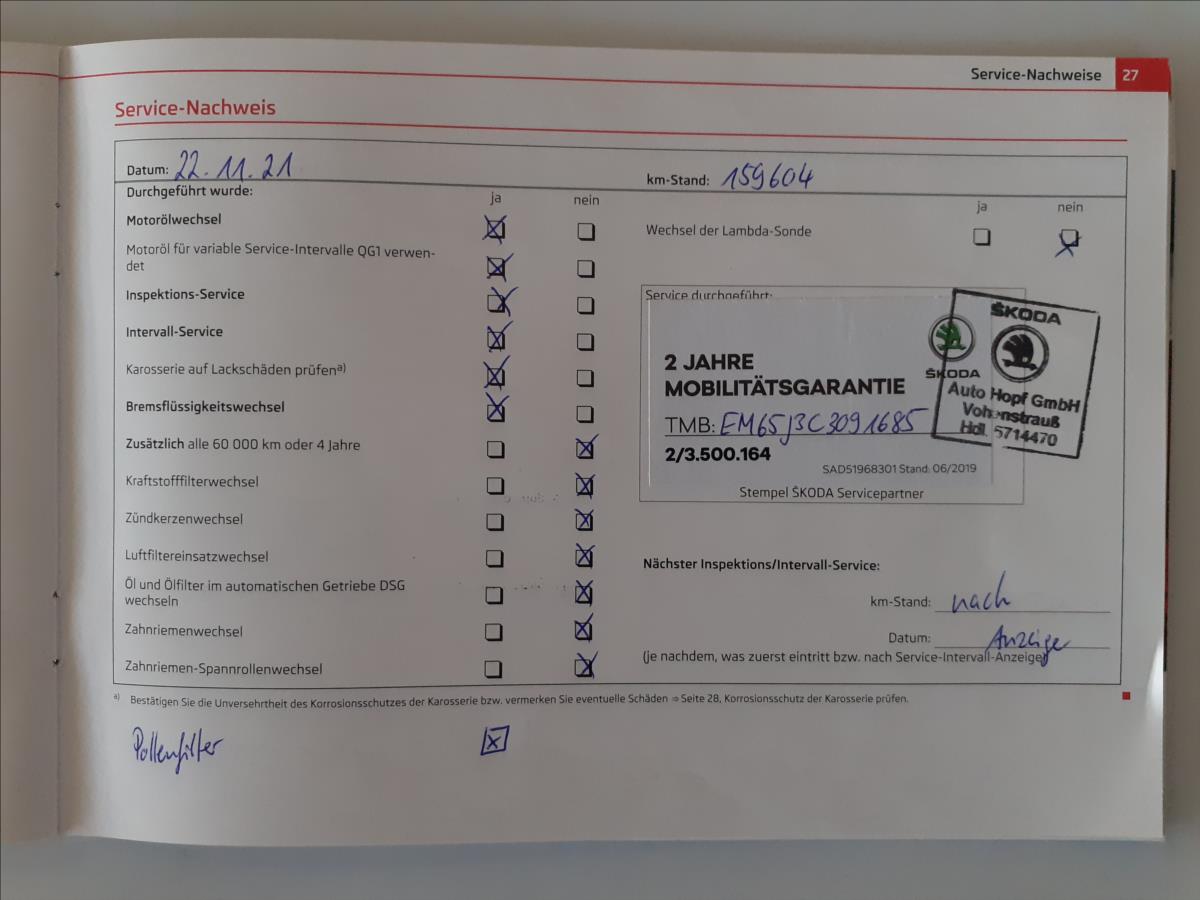 Service-Nachweise 27
Service-Nachweis
Datum: 22.11.21
km-Stand: 159604
Durchgeführt wurde:
ja nein
ja nein
Motorölwechsel
Wechsel der Lambda-Sonde
Motoröl für variable Service-Intervalle QG1 verwen-
det
Inspektions-Service
Intervall-Service
Karosserie auf Lackschäden prüfen a)
Bremsflüssigkeitswechsel
Zusätzlich alle 60 000 km oder 4 Jahre
Kraftstofffilterwechsel
Zündkerzenwechsel
Luftfiltereinsatzwechsel
Öl und Ölfilter im automatischen Getriebe DSG
wechseln
Zahnriemenwechsel
Zahnriemen-Spannrollenwechsel
Service durchgeführt:
2 JAHRE
MOBILITÄTSGARANTIE
TMB: EM65J3C3091685
2/3.500.164
SAD51968301 Stand: 06/2019
ŠKODA
ŠKODA
Auto Hopf GmbH
Vohenstrauß
Hdl. 5714470
Stempel ŠKODA Servicepartner
Nächster Inspektions/Intervall-Service:
km-Stand: nach
Datum: Anzeige
(je nachdem, was zuerst eintritt bzw. nach Service-Intervall-Anzeige)
a) Bestätigen Sie die Unversehrtheit des Korrosionsschutzes der Karosserie bzw. vermerken Sie eventuelle Schäden ⇒ Seite 28, Korrosionsschutz der Karosserie prüfen.
Pollenfilter